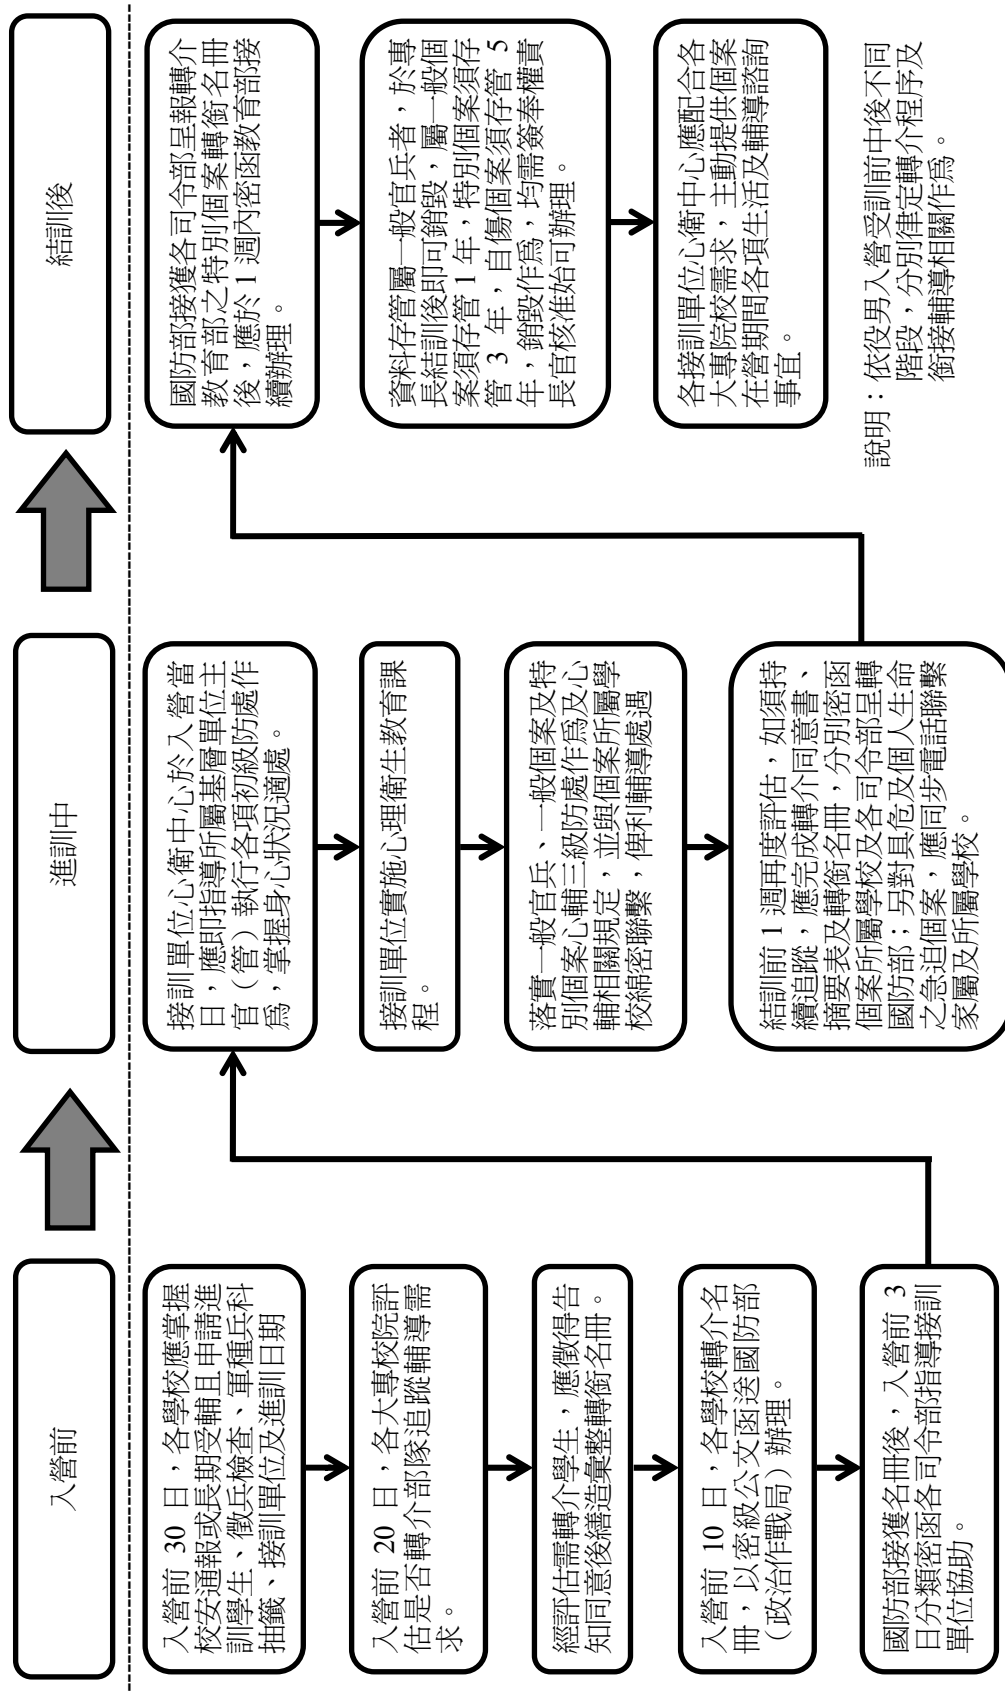 入營前
入營前 30 日，各學校應掌握
校安通報或長期受輔且申請進
訓學生、徵兵檢查、軍種兵科
抽籤、接訓單位及進訓日期
入營前 20 日，各大專校院評
估是否轉介部隊追蹤輔導需
求。
經評估需轉介學生，應徵得告
知同意後繕造彙整轉銜名冊。
入營前 10 日，各學校轉介名
冊，以密級公文函送國防部
（政治作戰局）辦理。
國防部接獲名冊後，入營前 3
日分類密函各司令部指導接訓
單位協助。
進訓中
接訓單位心衛中心於入營當
日，應即指導所屬基層單位主
官（管）執行各項初級防處作
為，掌握身心狀況適處。
接訓單位實施心理衛生教育課
程。
落實一般官兵、一般個案及特
別個案心輔三級防處作為及心
輔相關規定，並與個案所屬學
校綿密聯繫，俾利輔導處遇
結訓前 1 週再度評估，如須持
續追蹤，應完成轉介同意書、
摘要表及轉銜名冊，分別密函
個案所屬學校及各司令部呈轉
國防部；另對具危及個人生命
之急迫個案，應同步電話聯繫
家屬及所屬學校。
結訓後
國防部接獲各司令部呈報轉介
教育部之特別個案轉銜名冊
後，應於 1 週內密函教育部接
續辦理。
資料存管屬一般官兵者，於專
長結訓後即可銷毀，屬一般個
案須存管 1 年，特別個案須存
管 3 年，自傷個案須存管 5
年，銷毀作為，均需簽奉權責
長官核准始可辦理。
各接訓單位心衛中心應配合各
大專院校需求，主動提供個案
在營期間各項生活及輔導諮詢
事宜。
說明：依役男入營受訓前中後不同
階段，分別律定轉介程序及
銜接輔導相關作為。